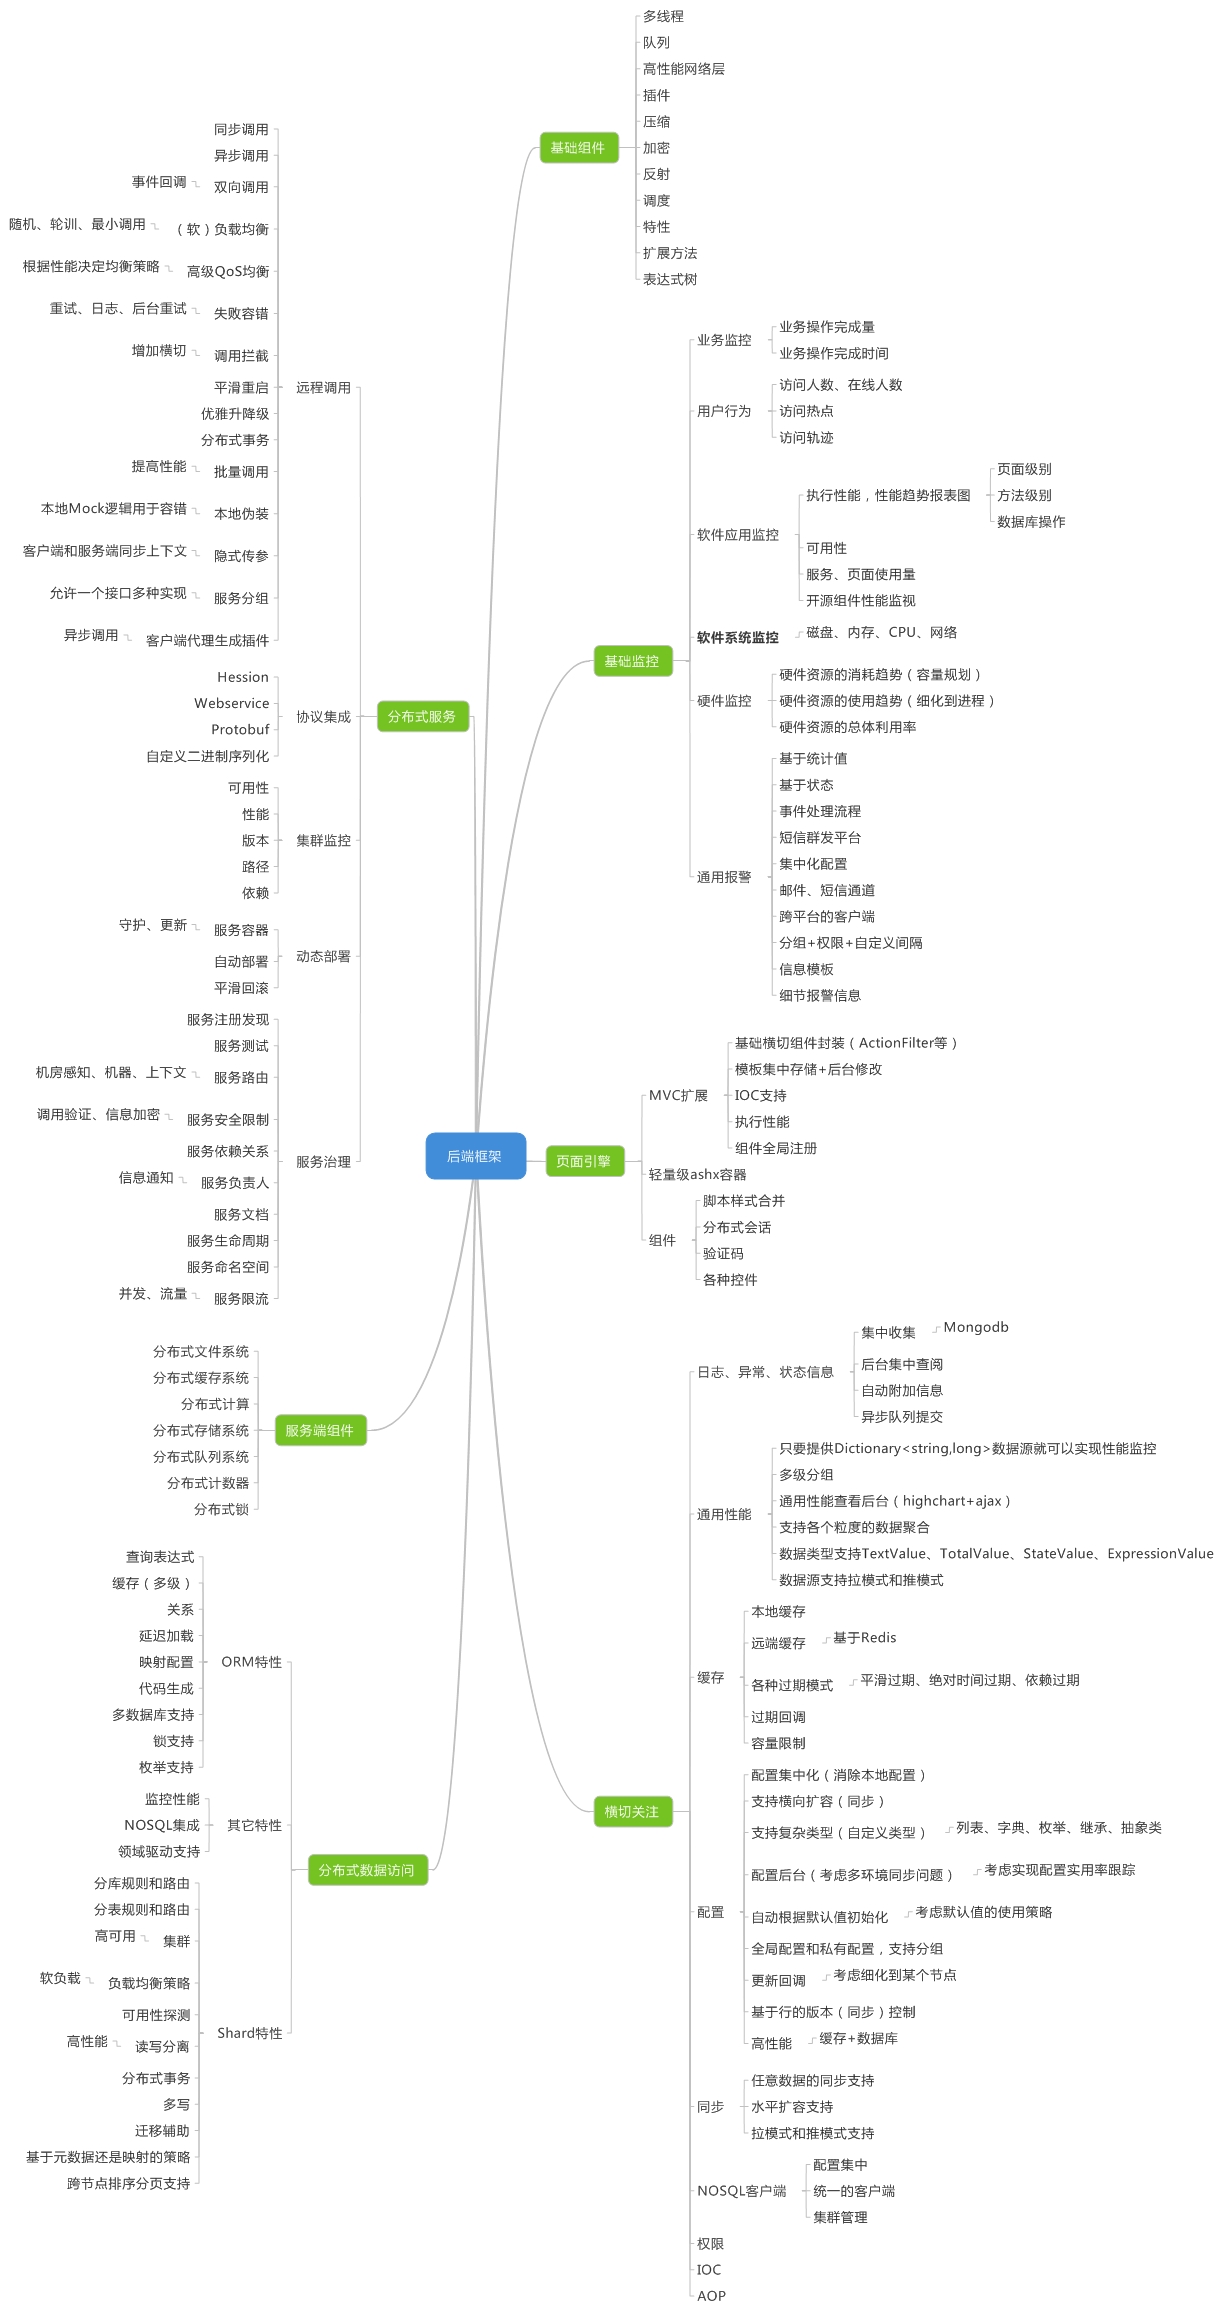 后端框架
基础组件
多线程
队列
高性能网络层
插件
压缩
加密
反射
调度
特性
扩展方法
表达式树
基础监控
业务监控
业务操作完成量
业务操作完成时间
用户行为
访问人数、在线人数
访问热点
访问轨迹
软件应用监控
执行性能，性能趋势报表图
页面级别
方法级别
数据库操作
可用性
服务、页面使用量
开源组件性能监视
软件系统监控
磁盘、内存、CPU、网络
硬件监控
硬件资源的消耗趋势（容量规划）
硬件资源的使用趋势（细化到进程）
硬件资源的总体利用率
通用报警
基于统计值
基于状态
事件处理流程
短信群发平台
集中化配置
邮件、短信通道
跨平台的客户端
分组+权限+自定义间隔
信息模板
细节报警信息
页面引擎
MVC扩展
基础横切组件封装（ActionFilter等）
模板集中存储+后台修改
IOC支持
执行性能
组件全局注册
轻量级ashx容器
组件
脚本样式合并
分布式会话
验证码
各种控件
横切关注
日志、异常、状态信息
集中收集
Mongodb
后台集中查阅
自动附加信息
异步队列提交
通用性能
只要提供Dictionary<string,long>数据源就可以实现性能监控
多级分组
通用性能查看后台（highchart+ajax）
支持各个粒度的数据聚合
数据类型支持TextValue、TotalValue、StateValue、ExpressionValue
数据源支持拉模式和推模式
缓存
本地缓存
远端缓存
基于Redis
各种过期模式
平滑过期、绝对时间过期、依赖过期
过期回调
容量限制
配置
配置集中化（消除本地配置）
支持横向扩容（同步）
支持复杂类型（自定义类型）
列表、字典、枚举、继承、抽象类
配置后台（考虑多环境同步问题）
考虑实现配置实用率跟踪
自动根据默认值初始化
考虑默认值的使用策略
全局配置和私有配置，支持分组
更新回调
考虑细化到某个节点
基于行的版本（同步）控制
高性能
缓存+数据库
同步
任意数据的同步支持
水平扩容支持
拉模式和推模式支持
NOSQL客户端
配置集中
统一的客户端
集群管理
权限
IOC
AOP
分布式服务
远程调用
同步调用
异步调用
双向调用
事件回调
（软）负载均衡
随机、轮训、最小调用
高级QoS均衡
根据性能决定均衡策略
失败容错
重试、日志、后台重试
调用拦截
增加横切
平滑重启
优雅升降级
分布式事务
批量调用
提高性能
本地伪装
本地Mock逻辑用于容错
隐式传参
客户端和服务端同步上下文
服务分组
允许一个接口多种实现
客户端代理生成插件
异步调用
协议集成
Hession
Webservice
Protobuf
自定义二进制序列化
集群监控
可用性
性能
版本
路径
依赖
动态部署
服务容器
守护、更新
自动部署
平滑回滚
服务治理
服务注册发现
服务测试
服务路由
机房感知、机器、上下文
服务安全限制
调用验证、信息加密
服务依赖关系
服务负责人
信息通知
服务文档
服务生命周期
服务命名空间
服务限流
并发、流量
服务端组件
分布式文件系统
分布式缓存系统
分布式计算
分布式存储系统
分布式队列系统
分布式计数器
分布式锁
分布式数据访问
ORM特性
查询表达式
缓存（多级）
关系
延迟加载
映射配置
代码生成
多数据库支持
锁支持
枚举支持
其它特性
监控性能
NOSQL集成
领域驱动支持
Shard特性
分库规则和路由
分表规则和路由
集群
高可用
负载均衡策略
软负载
可用性探测
读写分离
高性能
分布式事务
多写
迁移辅助
基于元数据还是映射的策略
跨节点排序分页支持